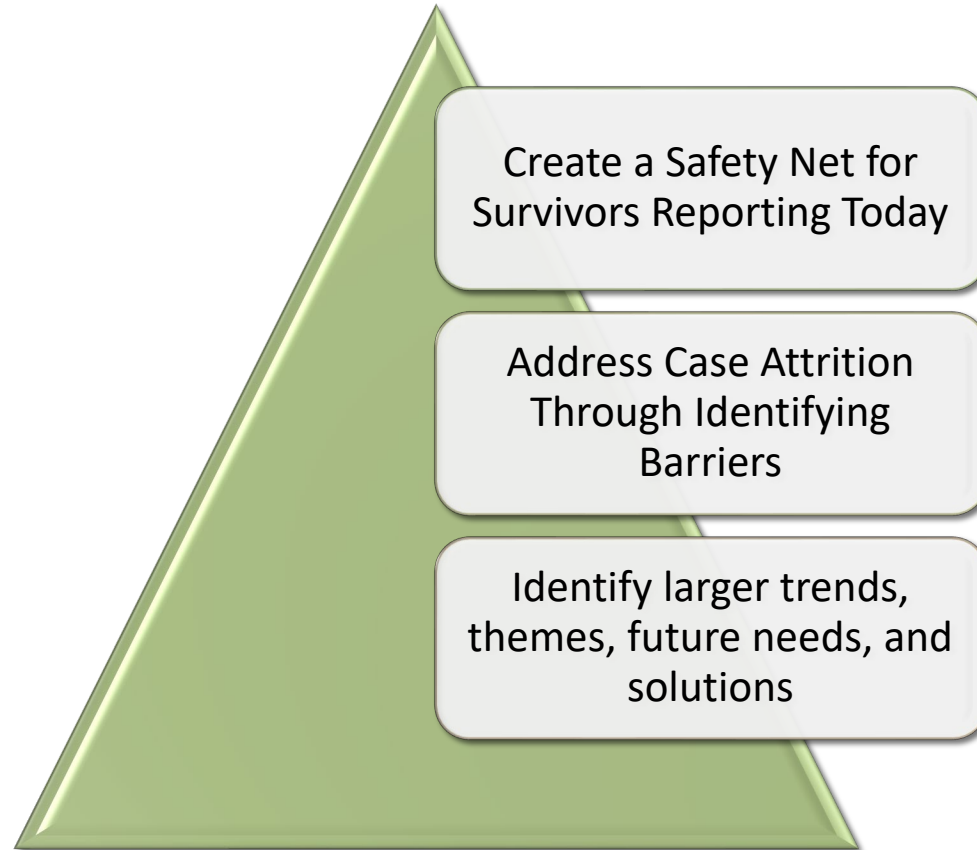 Create a Safety Net for
Survivors Reporting Today
Address Case Attrition
Through Identifying
Barriers
Identify larger trends,
themes, future needs, and
solutions